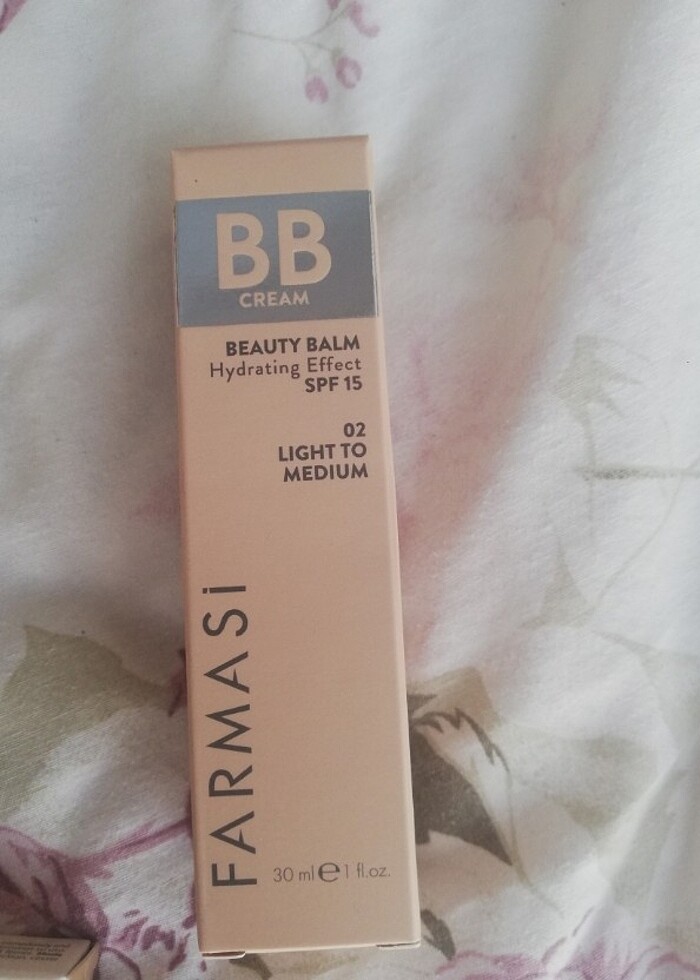 BB
CREAM
BEAUTY BALM
Hydrating Effect
SPF 15
02
LIGHT TO
MEDIUM
FARMASi
30 ml ℮ 1 fl.oz.